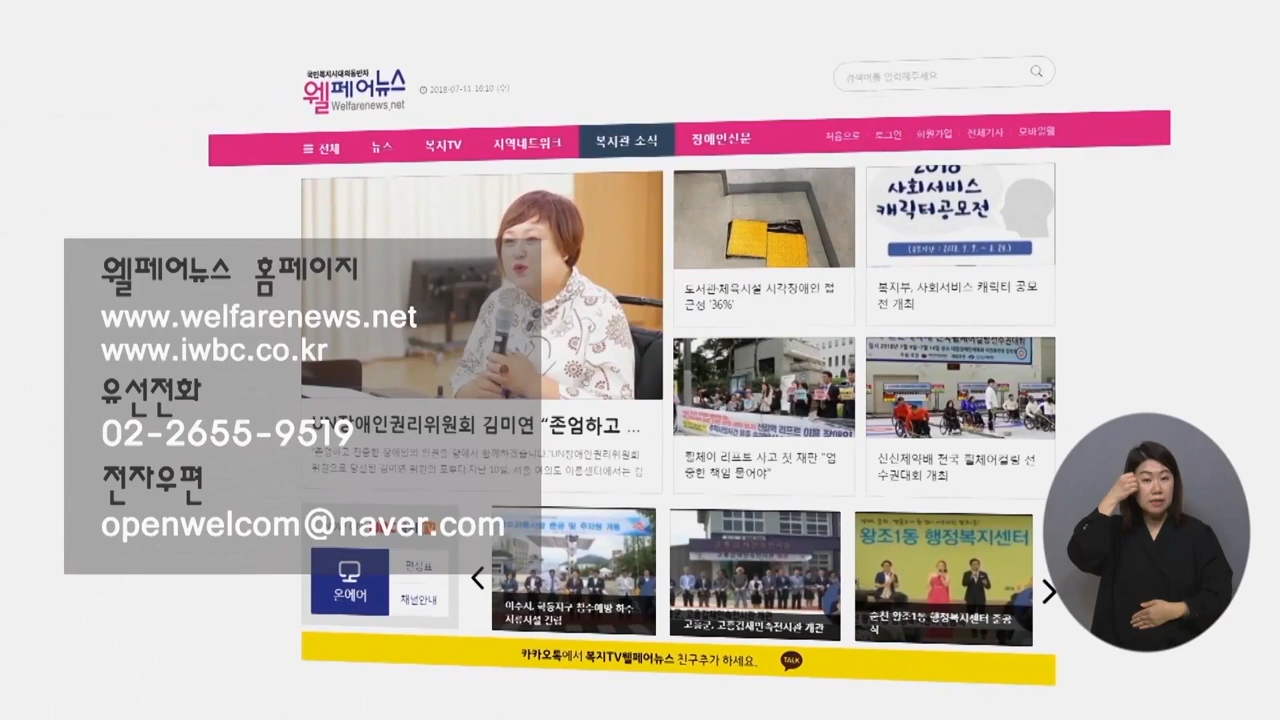 국민복지시대의동반자
웰페어뉴스
Welfarenews.net
2018-07-11 16:10 (수)
검색어를 입력해주세요
전체
뉴스
복지TV
지역네트워크
복지관 소식
장애인신문
처음으로
로그인
회원가입
전체기사
모바일웹
웰페어뉴스 홈페이지
www.welfarenews.net
www.iwbc.co.kr
유선전화
02-2655-9519
전자우편
openwelcom@naver.com
UN장애인권리위원회 김미연 “존엄하고 ...
도서관·체육시설 시각장애인 접
근성 '36%'
2018
사회서비스
캐릭터공모전
복지부, 사회서비스 캐릭터 공모
전 개최
휠체어 리프트 사고 첫 재판 “엄
중한 책임 물어야”
신신제약배 전국 휠체어컬링 선
수권대회 개최
온에어
편성표
채널안내
여수시, 학동지구 침수예방 하수
시류시설 건립
고흥군, 고흥갑재민속전시관 개관
왕조1동 행정복지센터
순천 왕조1동 행정복지센터 준공
식
카카오톡에서 복지TV웰페어뉴스 친구추가 하세요.
TALK